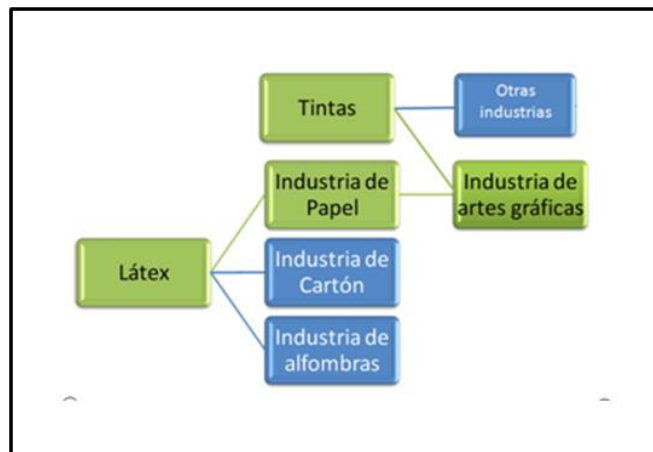 Tintas
Otras
industrias
Industria de
Papel
Industria de
artes gráficas
Látex
Industria de
Cartón
Industria de
alfombras